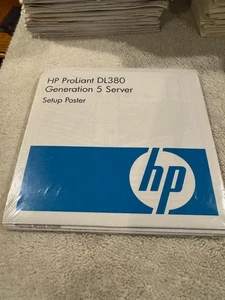 HP ProLiant DL380
Generation 5 Server
Setup Poster
hp